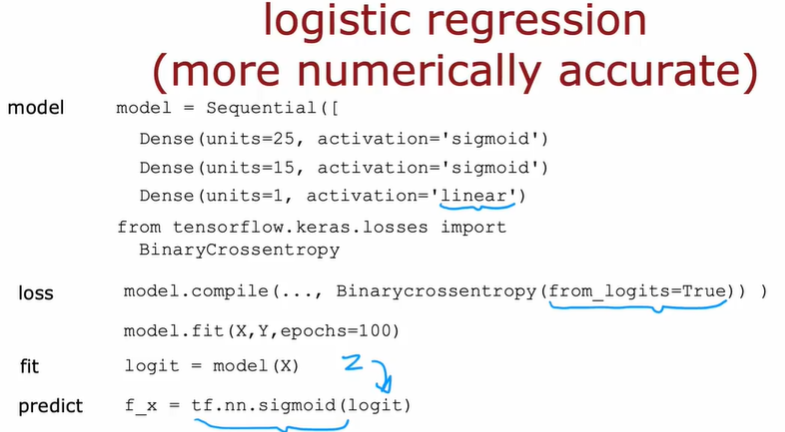 logistic regression
(more numerically accurate)
model model = Sequential([
Dense(units=25, activation='sigmoid')
Dense(units=15, activation='sigmoid')
Dense(units=1, activation='linear')
from tensorflow.keras.losses import
BinaryCrossentropy
loss model.compile(..., Binarycrossentropy(from_logits=True)) )
model.fit(X,Y,epochs=100)
fit logit = model(X) z
predict f_x = tf.nn.sigmoid(logit)